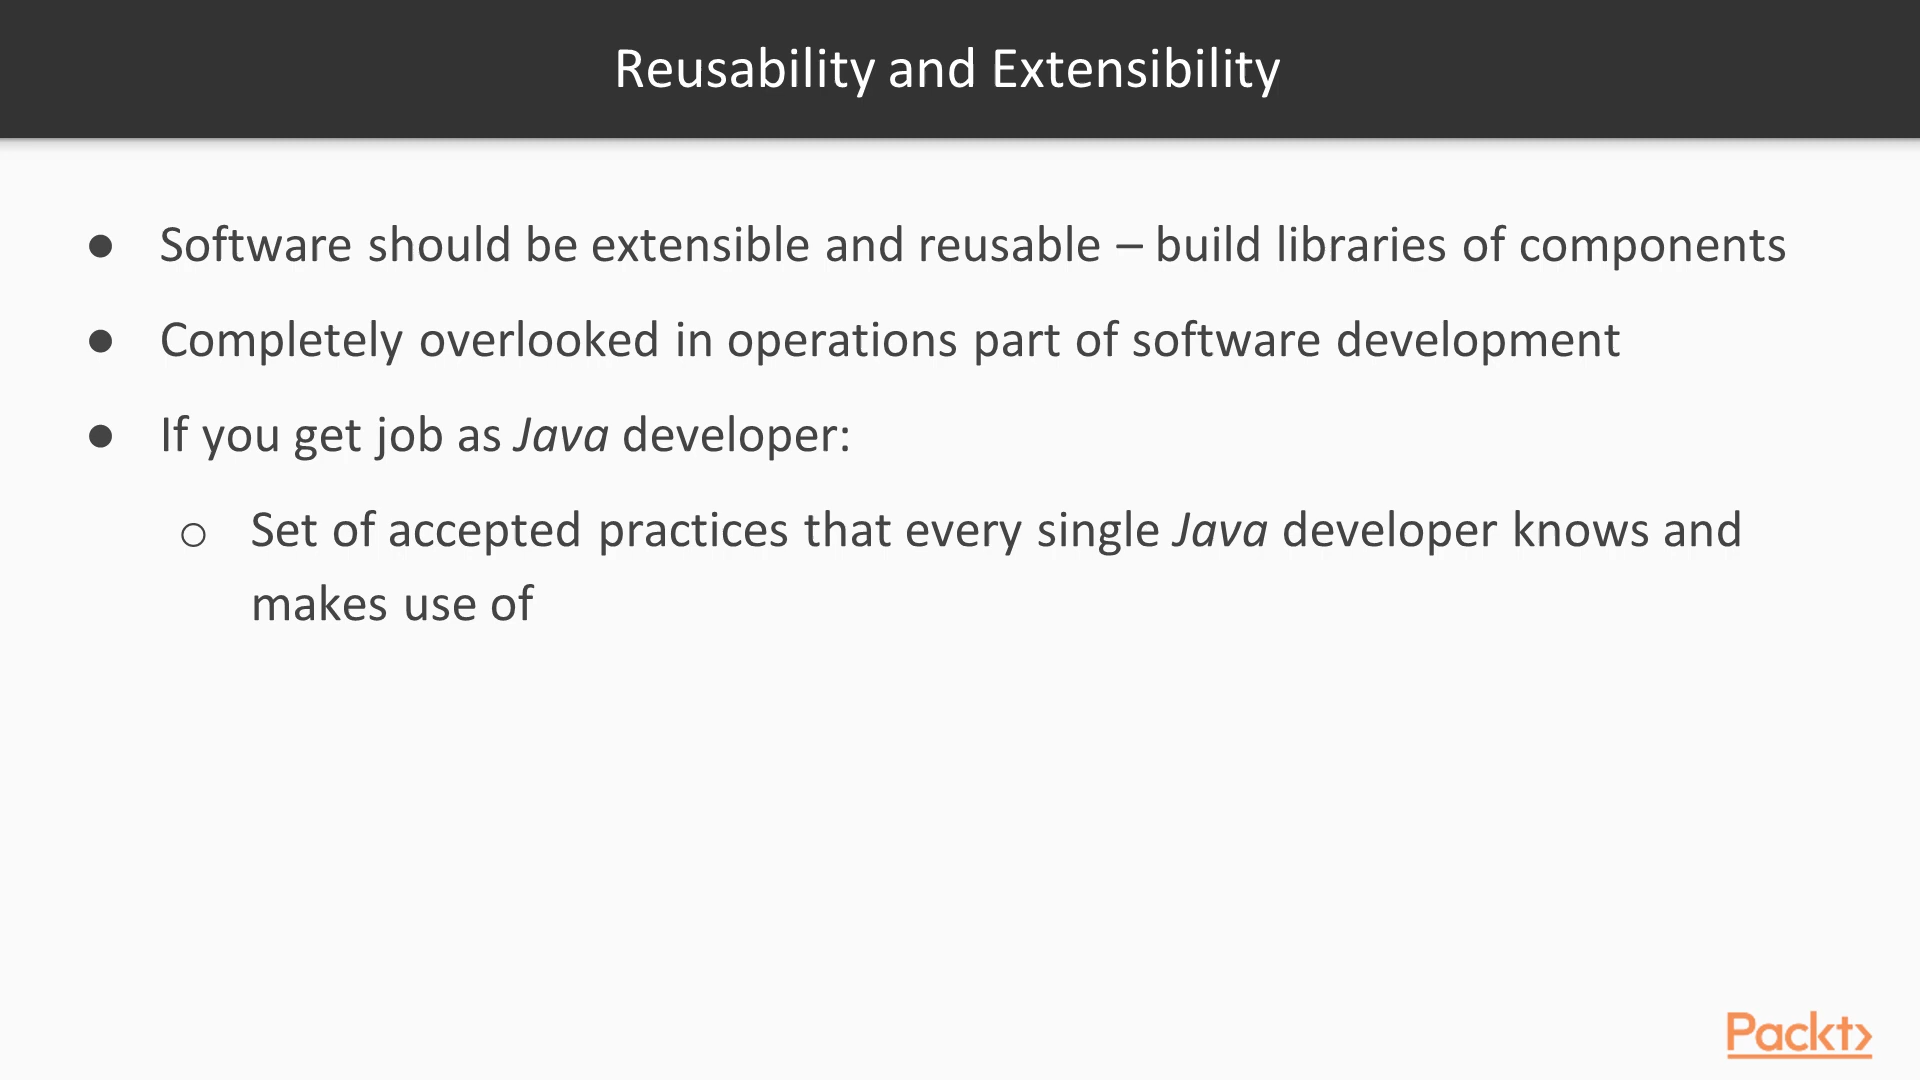 Reusability and Extensibility
● Software should be extensible and reusable – build libraries of components
● Completely overlooked in operations part of software development
● If you get job as Java developer:
○ Set of accepted practices that every single Java developer knows and
makes use of
Packt>